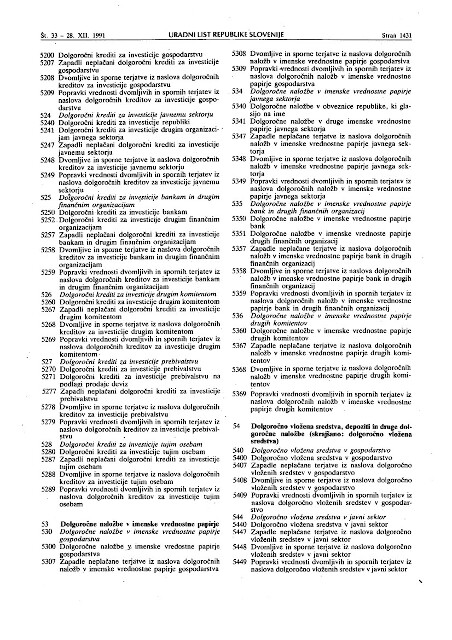 Št. 33 – 28. XII. 1991 URADNI LIST REPUBLIKE SLOVENIJE Stran 1431
5200 Dolgoročni krediti za investicije gospodarstvu
5207 Zapadli neplačani dolgoročni krediti za investicije
gospodarstvu
5208 Dvomljive in sporne terjatve iz naslova dolgoročnih
kreditov za investicije gospodarstvu
5209 Popravki vrednosti dvomljivih in spornih terjatev iz
naslova dolgoročnih kreditov za investicije gospo-
darstva
524 Dolgoročni krediti za investicije javnemu sektorju
5240 Dolgoročni krediti za investicije republiki
5241 Dolgoročni krediti za investicije drugim organizaci-
jam javnega sektorja
5247 Zapadli neplačani dolgoročni krediti za investicije
javnemu sektorju
5248 Dvomljive in sporne terjatve iz naslova dolgoročnih
kreditov za investicije javnemu sektorju
5249 Popravki vrednosti dvomljivih in spornih terjatev iz
naslova dolgoročnih kreditov za investicije javnemu
sektorju
525 Dolgoročni krediti za investicije bankam in drugim
finančnim organizacijam
5250 Dolgoročni krediti za investicije bankam
5252 Dolgoročni krediti za investicije drugim finančnim
organizacijam
5257 Zapadli neplačani dolgoročni krediti za investicije
bankam in drugim finančnim organizacijam
5258 Dvomljive in sporne terjatve iz naslova dolgoročnih
kreditov za investicije bankam in drugim finančnim
organizacijam
5259 Popravki vrednosti dvomljivih in spornih terjatev iz
naslova dolgoročnih kreditov za investicije bankam
in drugim finančnim organizacijam
526 Dolgoročni krediti za investicije drugim komitentom
5260 Dolgoročni krediti za investicije drugim komitentom
5267 Zapadli neplačani dolgoročni krediti za investicije
drugim komitentom
5268 Dvomljive in sporne terjatve iz naslova dolgoročnih
kreditov za investicije drugim komitentom
5269 Popravki vrednosti dvomljivih in spornih terjatev iz
naslova dolgoročnih kreditov za investicije drugim
komitentom
527 Dolgoročni krediti za investicije prebivalstvu
5270 Dolgoročni krediti za investicije prebivalstvu
5271 Dolgoročni krediti za investicije prebivalstvu na
podlagi prodaje deviz
5277 Zapadli dolgoročni krediti za investicije
prebivalstvu
5278 Dvomljive in sporne terjatve iz naslova dolgoročnih
kreditov za investicije prebivalstvu
5279 Popravki vrednosti dvomljivih in spornih terjatev iz
naslova dolgoročnih kreditov za investicije prebival-
stvu
528 Dolgoročni krediti za investicije tujim osebam
5280 Dolgoročni krediti za investicije tujim osebam
5287 Zapadli neplačani dolgoročni krediti za investicije
tujim osebam
5288 Dvomljive in sporne terjatve iz naslova dolgoročnih
kreditov za investicije tujim osebam
5289 Popravki vrednosti dvomljivih in spornih terjatev iz
naslova dolgoročnih kreditov za investicije tujim
osebam
53 Dolgoročne naložbe v imenske vrednostne papirje
530 Dolgoročne naložbe v imenske vrednostne papirje
gospodarstva
5300 Dolgoročne naložbe v imenske vredostne papirje
gospodarstva
5307 Zapadle neplačane terjatve iz naslova dolgoročnih
naložb v imenske vrednostne papirje gospodarstva
5308 Dvomljive in sporne terjatve iz naslova dolgoročnih
naložb v imenske vrednostne papirje gospodarstva
5309 Popravki vrednosti dvomljivih in spornih terjatev iz
naslova dolgoročnih naložb v imenske vrednostne
papirje gospodarstva
534 Dolgoročne naložbe v imenske vrednostne papirje
javnega sektorja
5340 Dolgoročne naložbe v obveznice republike, ki gla-
sijo na ime
5341 Dolgoročne naložbe v druge imenske vrednostne
papirje javnega sektorja
5347 Zapadle neplačane terjatve iz naslova dolgoročnih
naložb v imenske vrednostne papirje javnega sek-
torja
5348 Dvomljive in sporne terjatve iz naslova dolgoročnih
naložb v imenske vrednostne papirje javnega sek-
torja
5349 Popravki vrednosti dvomljivih in spornih terjatev iz
naslova dolgoročnih naložb v imenske vrednostne
papirje javnega sektorja
535 Dolgoročne naložbe v imenske vrednostne papirje
bank in drugih finančnih organizacij
5350 Dolgoročne naložbe v imenske vrednostne papirje
bank
5351 Dolgoročne naložbe v imenske vrednostne papirje
drugih finančnih organizacij
5357 Zapadle neplačane terjatve iz naslova dolgoročnih
naložb v imenske vrednostne papirje bank in drugih
finančnih organizacij
5358 Dvomljive in sporne terjatve iz naslova dolgoročnih
naložb v imenske vrednostne papirje bank in drugih
finančnih organizacij
5359 Popravki vrednosti dvomljivih in spornih terjatev iz
naslova dolgoročnih naložb v imenske vrednostne
papirje bank in drugih finančnih organizacij
536 Dolgoročne naložbe v imenske vrednostne papirje
drugih komitentov
5360 Dolgoročne naložbe v imenske vrednostne papirje
drugih komitentov
5367 Zapadle neplačane terjatve iz naslova dolgoročnih
naložb v imenske vrednostne papirje drugih komi-
tentov
5368 Dvomljive in sporne terjatve iz naslova dolgoročnih
naložb v imenske vrednostne papirje drugih komi-
tentov
5369 Popravki vrednosti dvomljivih in spornih terjatev iz
naslova dolgoročnih naložb v imenske vrednostne
papirje drugih komitentov
54 Dolgoročno vložena sredstva, depoziti in druge dol-
goročne naložbe (skrajšano: dolgoročno vložena
sredstva)
540 Dolgoročno vložena sredstva v gospodarstvo
5400 Dolgoročno vložena sredstva v gospodarstvo
5407 Zapadle neplačane terjatve iz naslova dolgoročno
vloženih sredstev v gospodarstvo
5408 Dvomljive in sporne terjatve iz naslova dolgoročno
vloženih sredstev v gospodarstvo
5409 Popravki vrednosti dvomljivih in spornih terjatev iz
naslova dolgoročno vloženih sredstev v gospodar-
stvo
544 Dolgoročno vložena sredstva v javni sektor
5440 Dolgoročno vložena sredstva v javni sektor
5447 Zapadle neplačane terjatve iz naslova dolgoročno
vloženih sredstev v javni sektor
5448 Dvomljive in sporne terjatve iz naslova dolgoročno
vloženih sredstev v javni sektor
5449 Popravki vrednosti dvomljivih in spornih terjatev iz
naslova dolgoročno vloženih sredstev v javni sektor